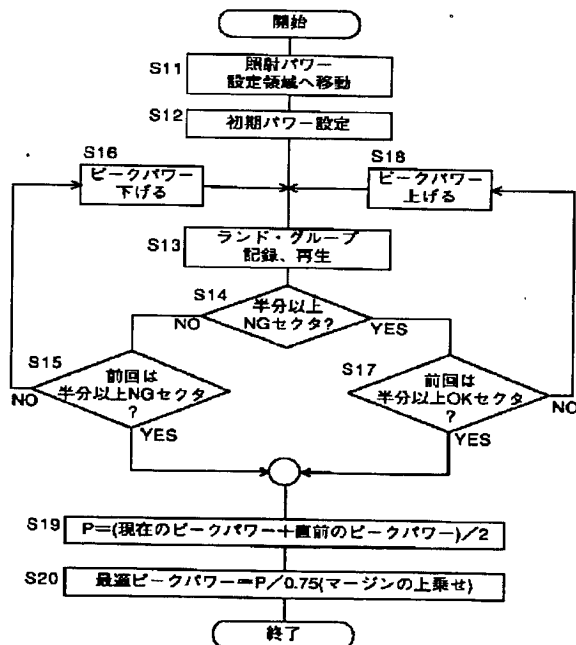 開始
S11
照射パワー
設定領域へ移動
S12
初期パワー設定
S16
ピークパワー
下げる
S18
ピークパワー
上げる
S13
ランド・グループ
記録、再生
S14
半分以上
NGセクタ?
NO
YES
S15
前回は
半分以上NGセクタ
?
NO
YES
S17
前回は
半分以上OKセクタ
?
NO
YES
S19
P=(現在のピークパワー+直前のピークパワー)/2
S20
最適ピークパワー=P/0.75(マージンの上乗せ)
終了